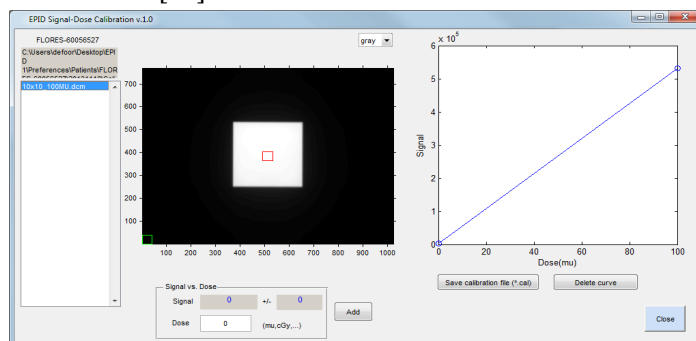 EPID Signal-Dose Calibration v.1.0
FLORES-60056527
C:\Users\defoor\Desktop\EPI
D
1\Preferences\Patients\FLOR
10x10_100MU.dcm
gray
700
600
500
400
300
200
100
100 200 300 400 500 600 700 800 900 1000
x 10^5
6
5
4
3
2
1
0
Signal
0 20 40 60 80 100
Dose(mu)
Save calibration file (*.cal) Delete curve
Signal vs. Dose
Signal 0 +/- 0
Dose 0 (mu,cGy,...)
Add
Close